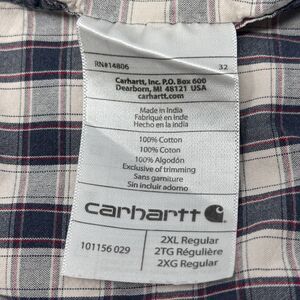 RN#14806 32
Carhartt, Inc. P.O. Box 600
Dearborn, MI 48121 USA
carhartt.com
Made in India
Fabriqué en Inde
Hecho en la India
100% Cotton
100% Coton
100% Algodón
Exclusive of trimming
Sans garniture
Sin incluir adorno
carhartt
101156 029
2XL Regular
2TG Régulière
2XG Regular